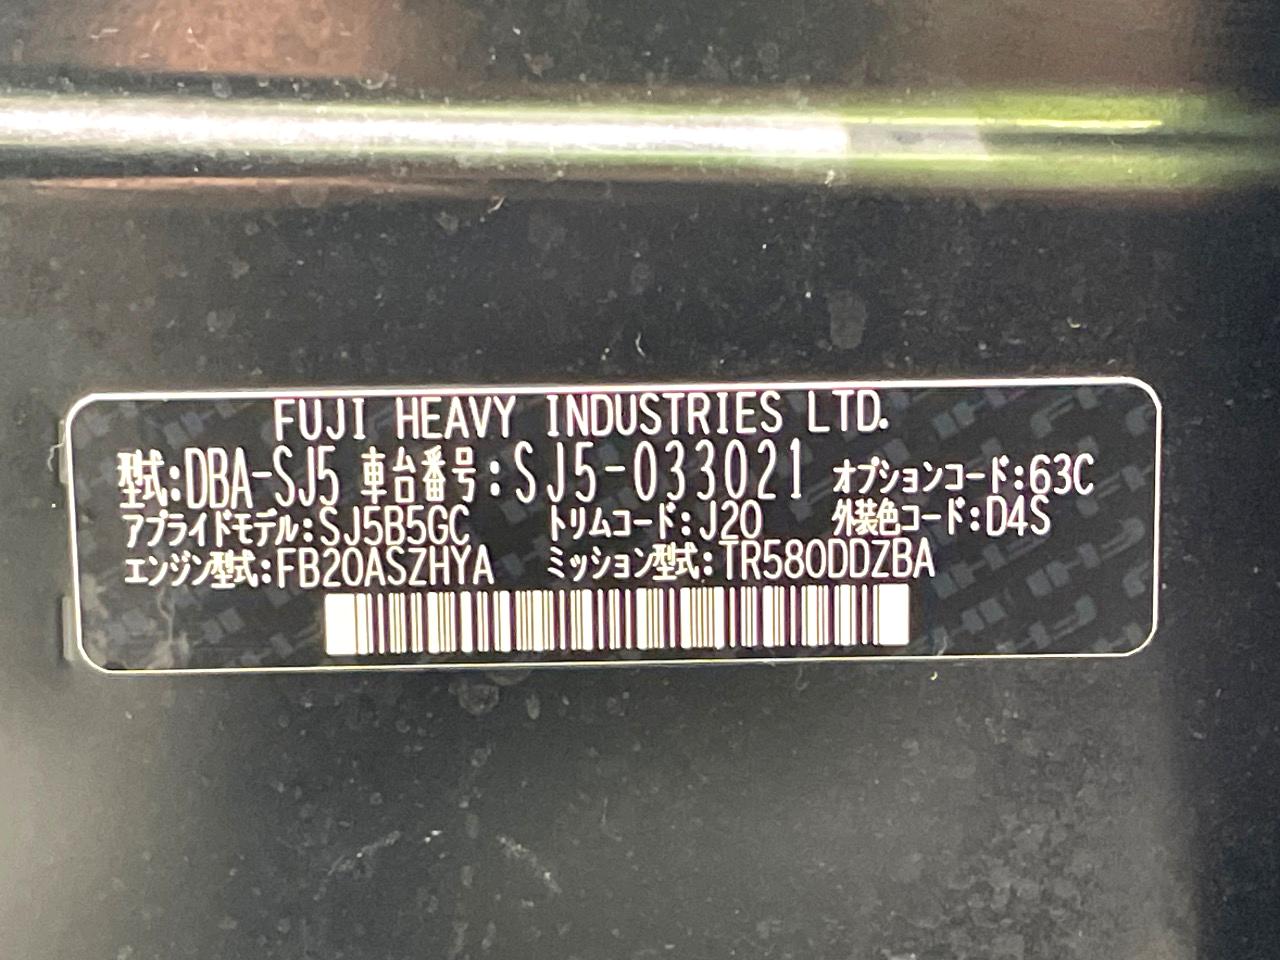 FUJI HEAVY INDUSTRIES LTD.
型式:DBA-SJ5 車台番号:SJ5-033021 オプションコード:63C
アプライドモデル:SJ5B5GC トリムコード:J20 外装色コード:D4S
エンジン型式:FB20ASZHYA ミッション型式:TR580DDZBA